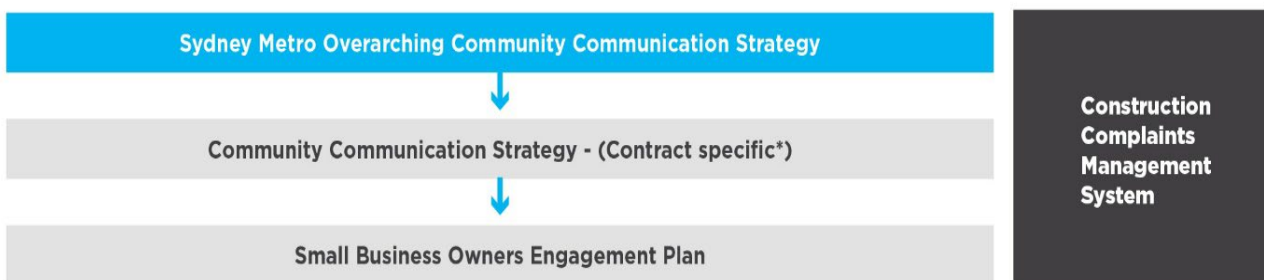 Sydney Metro Overarching Community Communication Strategy
Community Communication Strategy - (Contract specific*)
Small Business Owners Engagement Plan
Construction
Complaints
Management
System